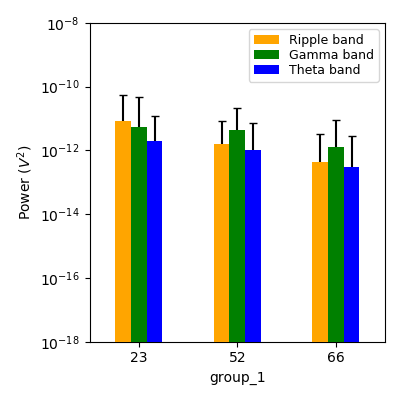 10⁻⁸
10⁻¹⁰
10⁻¹²
10⁻¹⁴
10⁻¹⁶
10⁻¹⁸
Power (V²)
Ripple band
Gamma band
Theta band
23 52 66
group_1